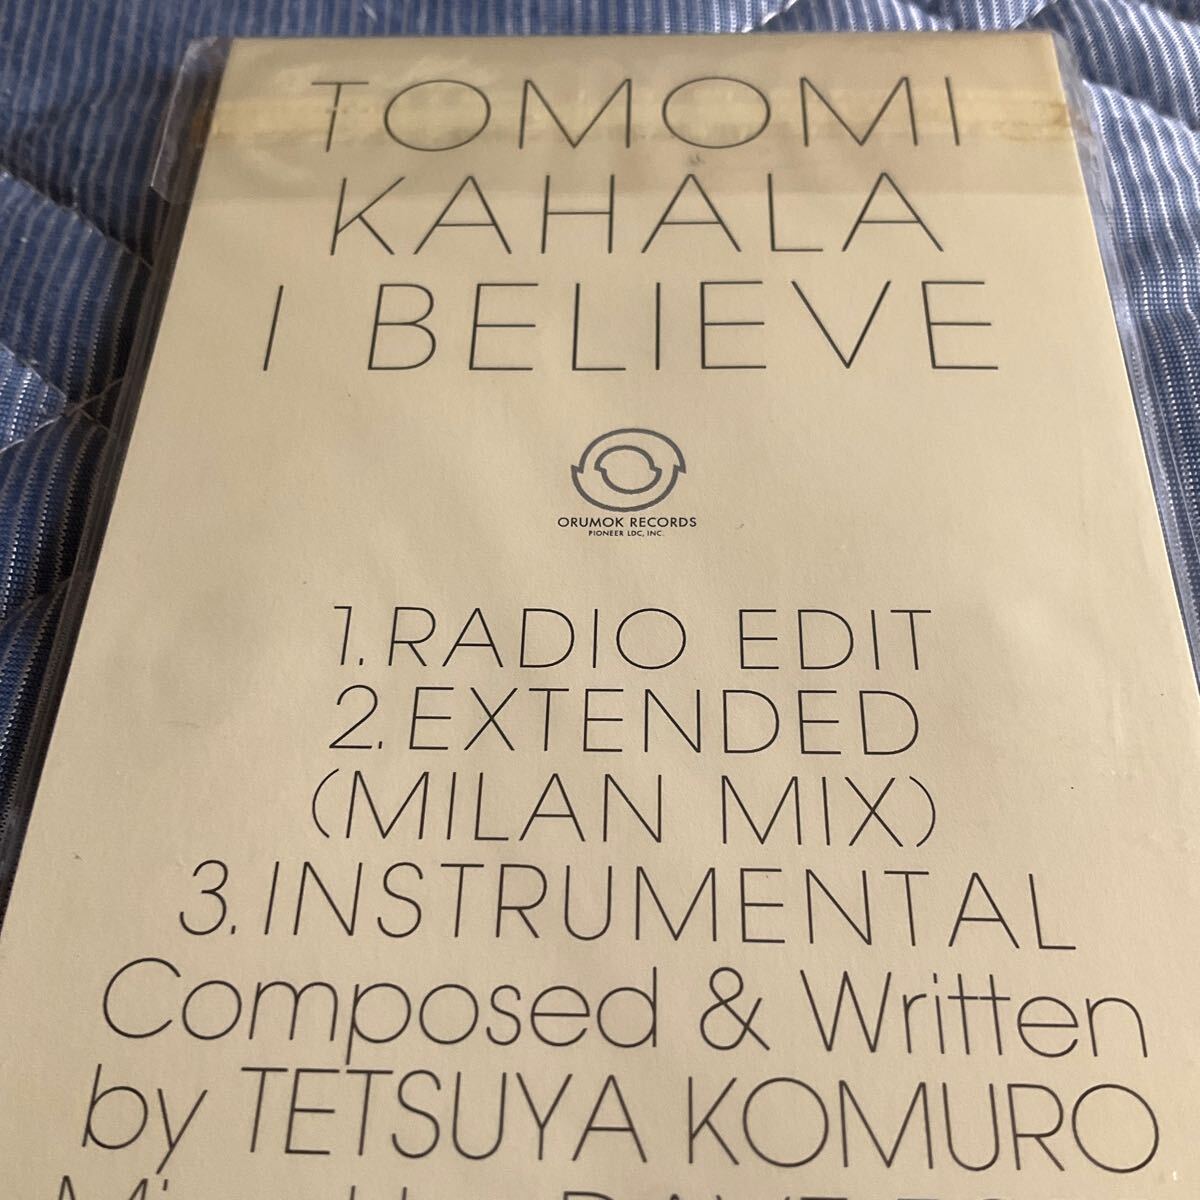 TOMOMI
KAHALA
I BELIEVE
ORUMOK RECORDS
PIONEER LDC, INC.
1. RADIO EDIT
2. EXTENDED
(MILAN MIX)
3. INSTRUMENTAL
Composed & Written
by TETSUYA KOMURO